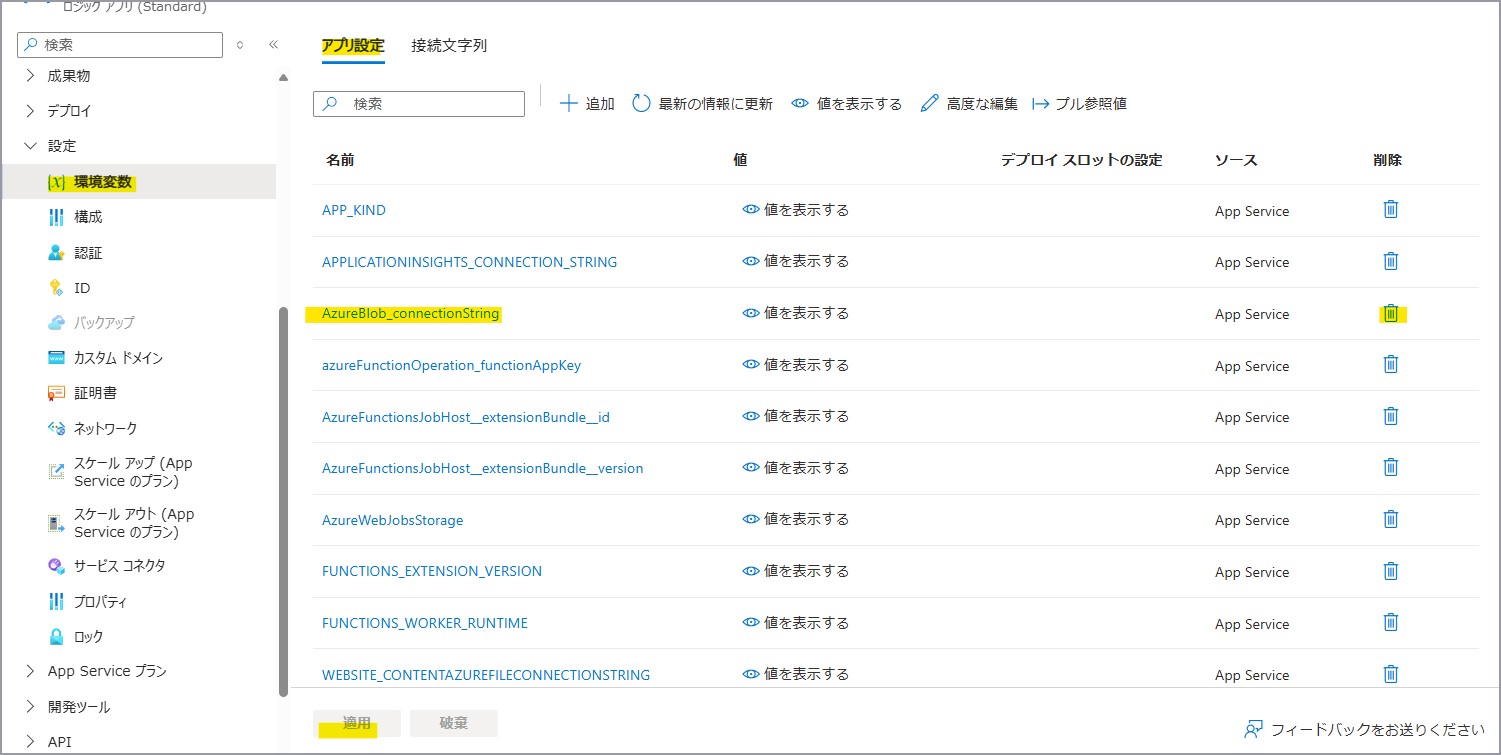 ロジック アプリ (Standard)
検索
成果物
デプロイ
設定
環境変数
構成
認証
ID
バックアップ
カスタム ドメイン
証明書
ネットワーク
スケール アップ (App
Service のプラン)
スケール アウト (App
Service のプラン)
サービス コネクタ
プロパティ
ロック
App Service プラン
開発ツール
API
アプリ設定 接続文字列
検索 追加 最新の情報に更新 値を表示する 高度な編集 プル参照値
名前 値 デプロイ スロットの設定 ソース 削除
APP_KIND 値を表示する App Service
APPLICATIONINSIGHTS_CONNECTION_STRING 値を表示する App Service
AzureBlob_connectionString 値を表示する App Service
azureFunctionOperation_functionAppKey 値を表示する App Service
AzureFunctionsJobHost__extensionBundle__id 値を表示する App Service
AzureFunctionsJobHost__extensionBundle__version 値を表示する App Service
AzureWebJobsStorage 値を表示する App Service
FUNCTIONS_EXTENSION_VERSION 値を表示する App Service
FUNCTIONS_WORKER_RUNTIME 値を表示する App Service
WEBSITE_CONTENTAZUREFILECONNECTIONSTRING 値を表示する App Service
適用 破棄
フィードバックをお送りください